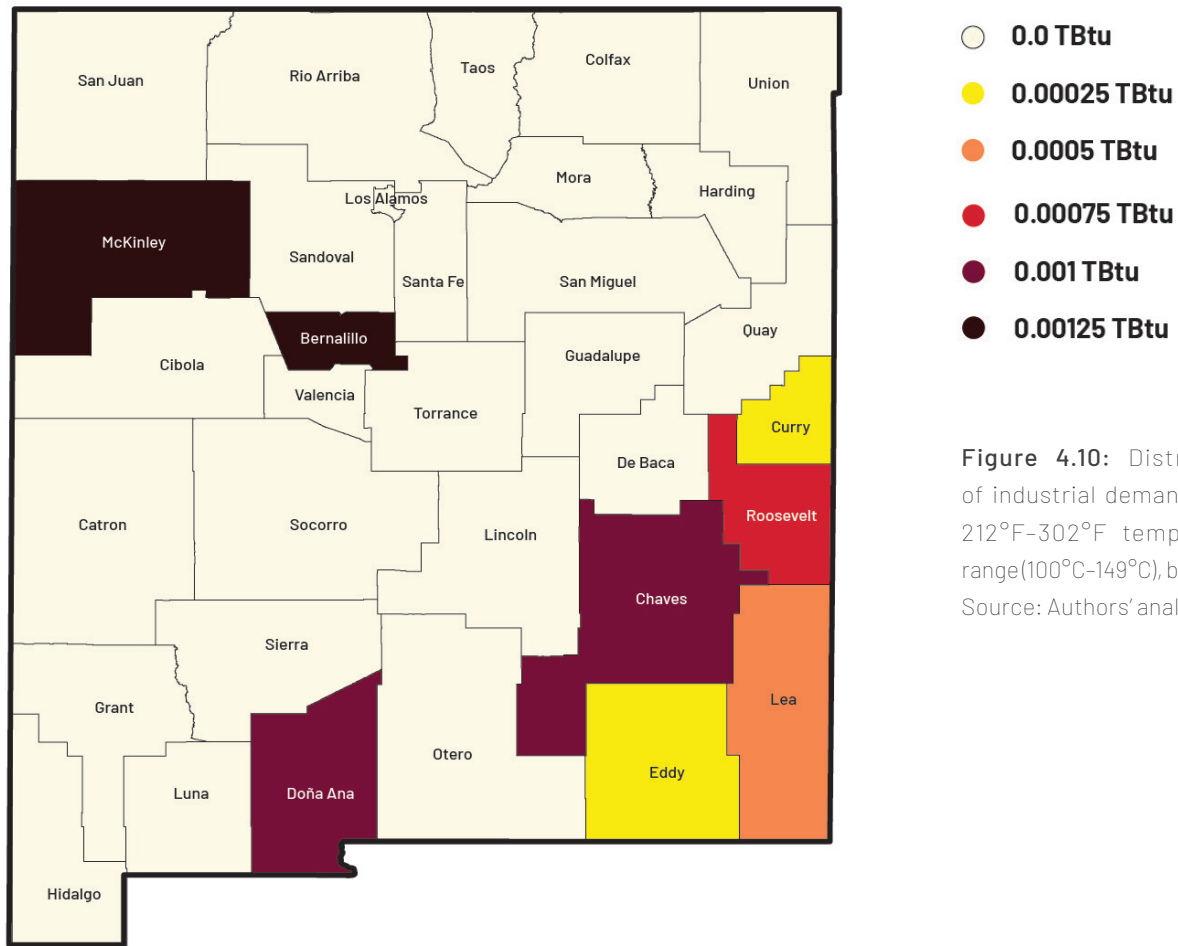 San Juan
Rio Arriba
Taos
Colfax
Union
McKinley
Los Alamos
Sandoval
Santa Fe
Mora
Harding
San Miguel
Bernalillo
Cibola
Valencia
Torrance
Guadalupe
Quay
Curry
De Baca
Roosevelt
Catron
Socorro
Lincoln
Chaves
Sierra
Grant
Luna
Doña Ana
Otero
Eddy
Lea
Hidalgo
0.0 TBtu
0.00025 TBtu
0.0005 TBtu
0.00075 TBtu
0.001 TBtu
0.00125 TBtu
Figure 4.10: Distr
of industrial deman
212°F–302°F temp
range (100°C–149°C), b
Source: Authors' anal